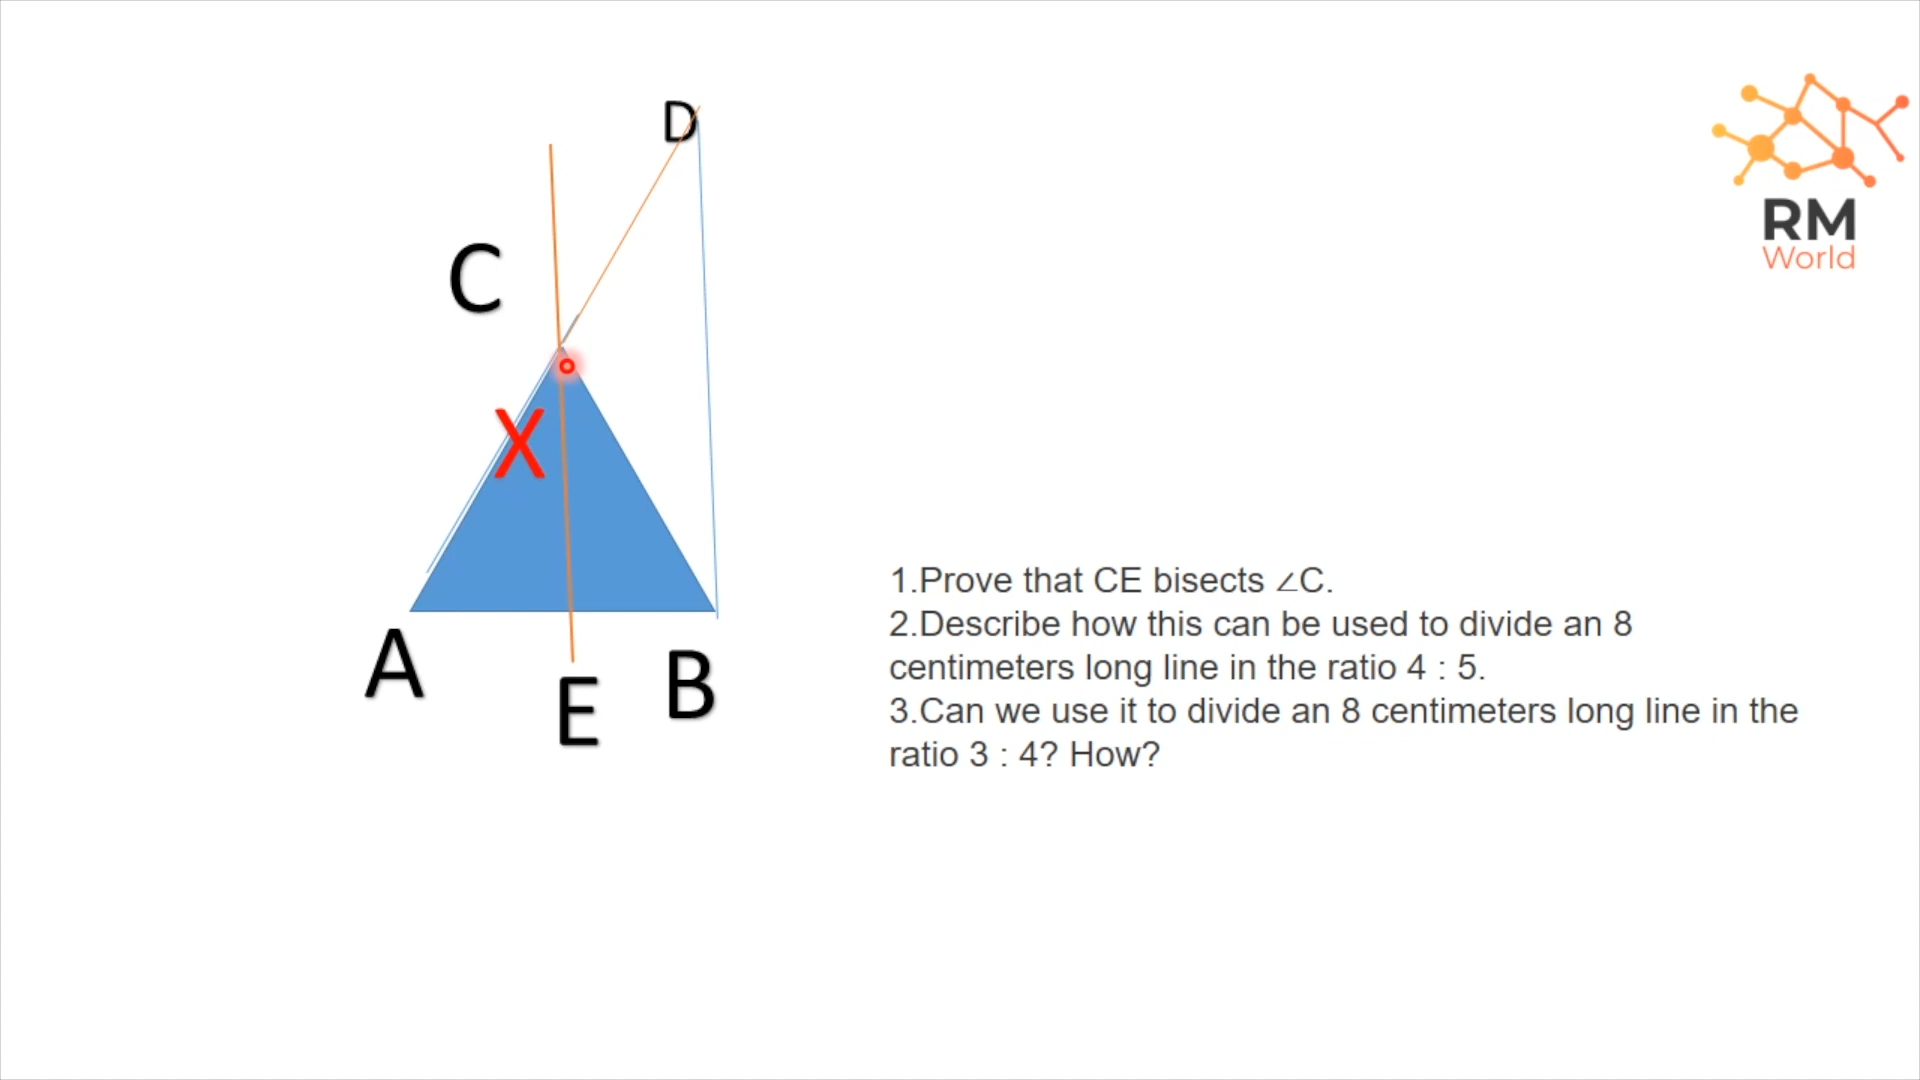 D
C
X
A
B
E
RM
World
1.Prove that CE bisects ∠C.
2.Describe how this can be used to divide an 8
centimeters long line in the ratio 4 : 5.
3.Can we use it to divide an 8 centimeters long line in the
ratio 3 : 4? How?